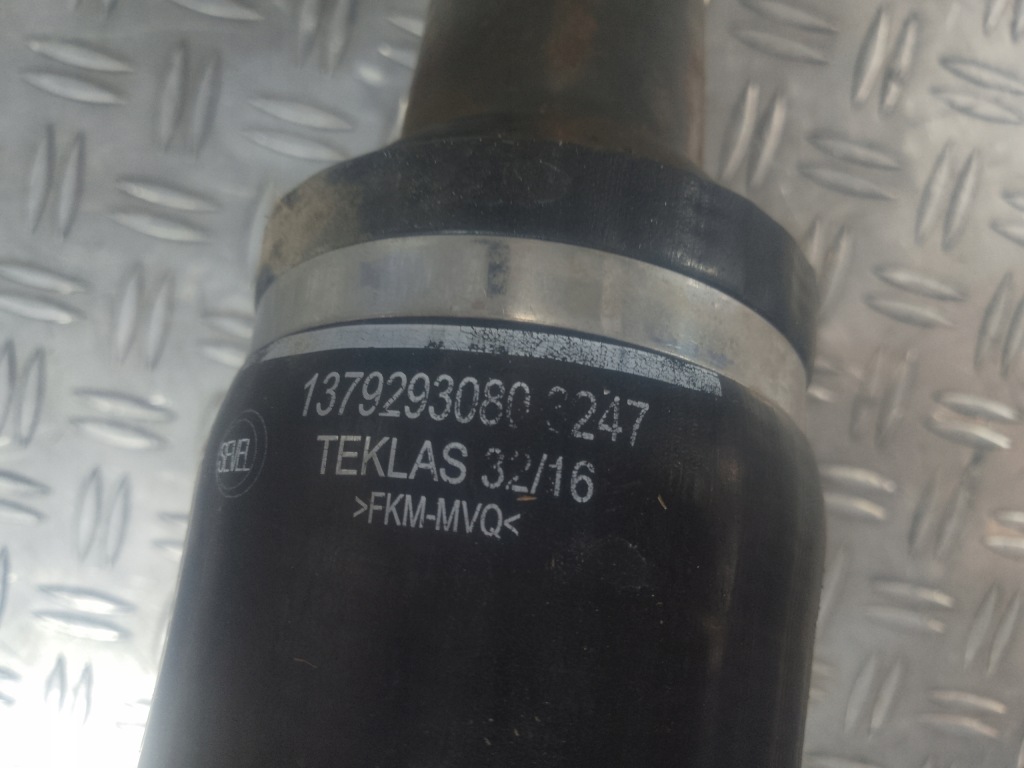 1379293080 3247
SEVEL
TEKLAS 32/16
>FKM-MVQ<